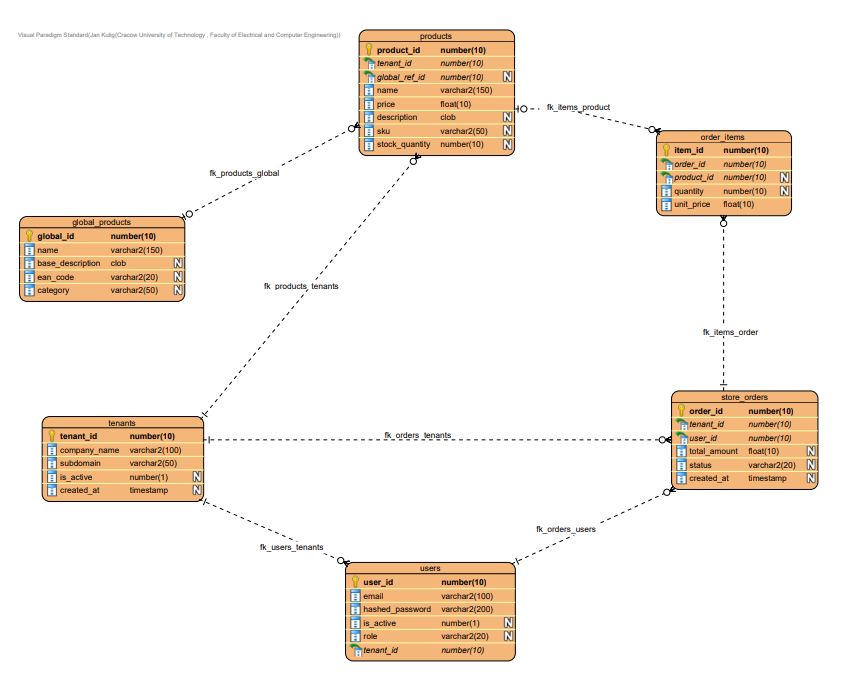 Visual Paradigm Standard(Jan Kulig(Cracow University of Technology , Faculty of Electrical and Computer Engineering))
products
product_id number(10)
tenant_id number(10)
global_ref_id number(10) N
name varchar2(150)
price float(10)
description clob N
sku varchar2(50) N
stock_quantity number(10) N
fk_items_product
order_items
item_id number(10)
order_id number(10)
product_id number(10) N
quantity number(10) N
unit_price float(10)
fk_products_global
global_products
global_id number(10)
name varchar2(150)
base_description clob N
ean_code varchar2(20) N
category varchar2(50) N
fk_products_tenants
fk_items_order
tenants
tenant_id number(10)
company_name varchar2(100)
subdomain varchar2(50)
is_active number(1) N
created_at timestamp N
fk_orders_tenants
store_orders
order_id number(10)
tenant_id number(10)
user_id number(10)
total_amount float(10) N
status varchar2(20) N
created_at timestamp N
fk_users_tenants
fk_orders_users
users
user_id number(10)
email varchar2(100)
hashed_password varchar2(200)
is_active number(1) N
role varchar2(20) N
tenant_id number(10)